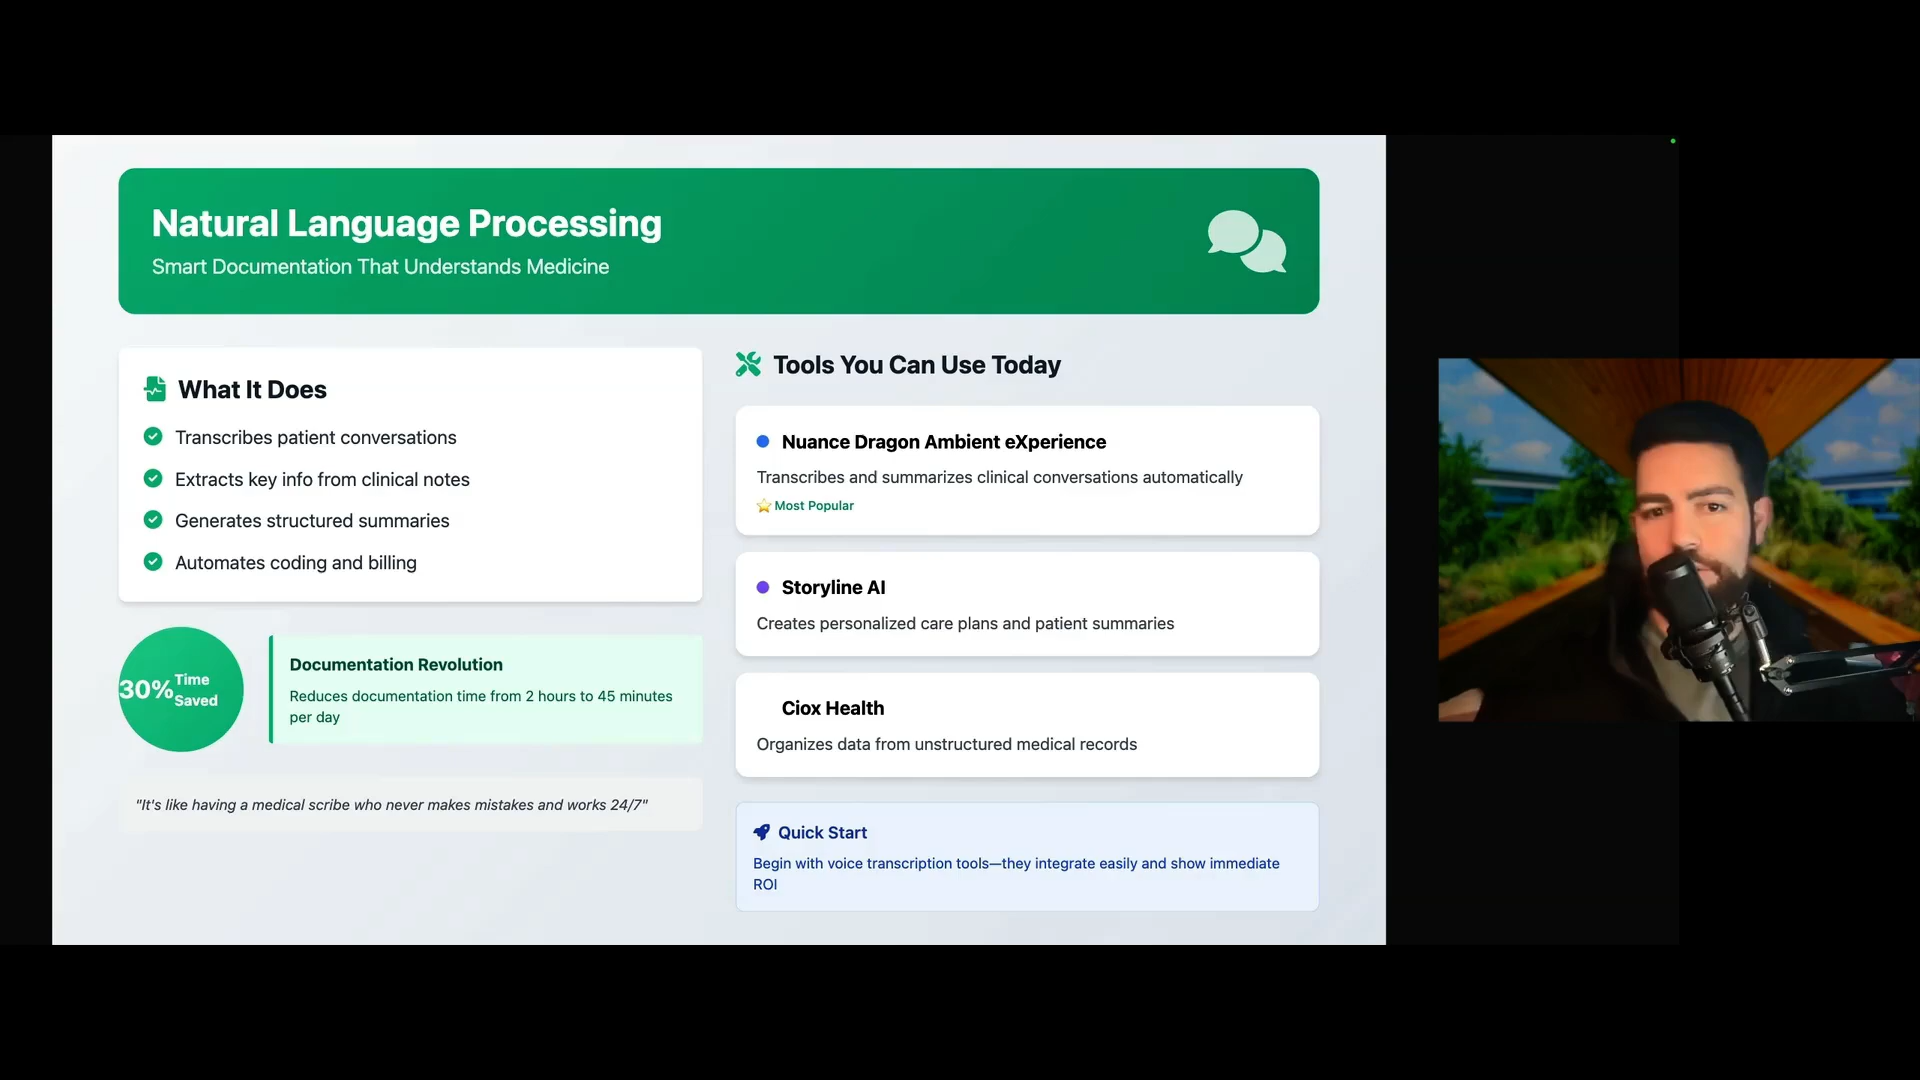 Natural Language Processing
Smart Documentation That Understands Medicine
What It Does
Transcribes patient conversations
Extracts key info from clinical notes
Generates structured summaries
Automates coding and billing
30% Time
Saved
Documentation Revolution
Reduces documentation time from 2 hours to 45 minutes
per day
"It's like having a medical scribe who never makes mistakes and works 24/7"
Tools You Can Use Today
Nuance Dragon Ambient eXperience
Transcribes and summarizes clinical conversations automatically
⭐ Most Popular
Storyline AI
Creates personalized care plans and patient summaries
Ciox Health
Organizes data from unstructured medical records
Quick Start
Begin with voice transcription tools—they integrate easily and show immediate
ROI